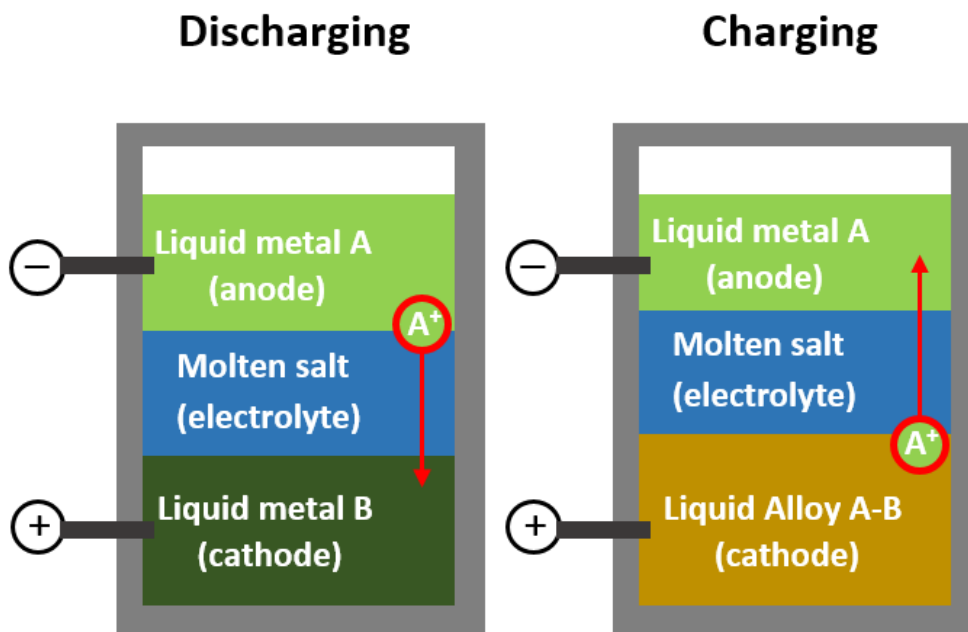 Discharging
Charging
−
Liquid metal A
(anode)
A+
Molten salt
(electrolyte)
+
Liquid metal B
(cathode)
−
Liquid metal A
(anode)
Molten salt
(electrolyte)
A+
+
Liquid Alloy A-B
(cathode)